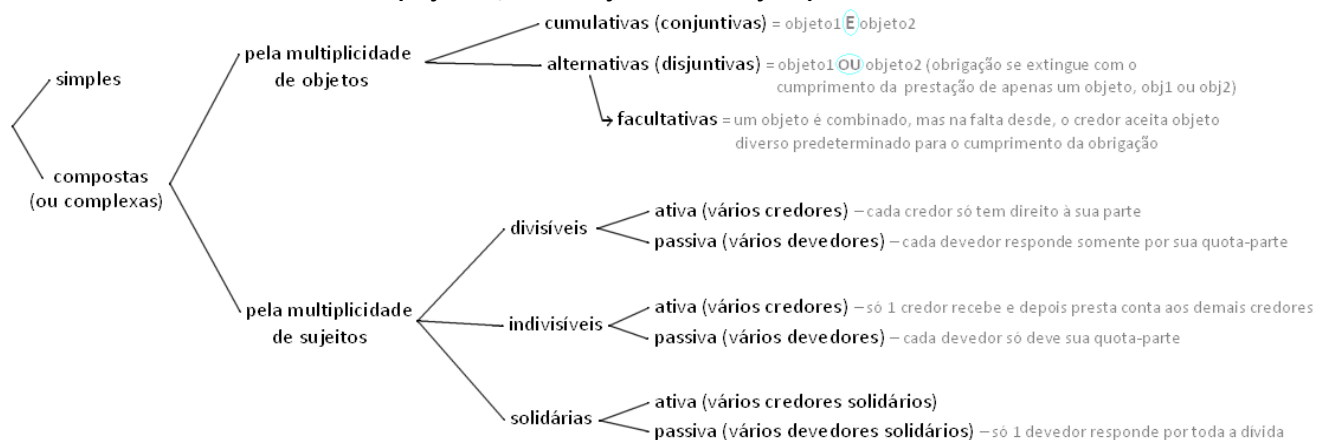 cumulativas (conjuntivas) = objeto1 E objeto2
pela multiplicidade
de objetos
simples
alternativas (disjuntivas) = objeto1 OU objeto2 (obrigação se extingue com o
cumprimento da prestação de apenas um objeto, obj1 ou obj2)
facultativas = um objeto é combinado, mas na falta desde, o credor aceita objeto
diverso predeterminado para o cumprimento da obrigação
compostas
(ou complexas)
divisíveis
ativa (vários credores) – cada credor só tem direito à sua parte
passiva (vários devedores) – cada devedor responde somente por sua quota-parte
pela multiplicidade
de sujeitos
indivisíveis
ativa (vários credores) – só 1 credor recebe e depois presta conta aos demais credores
passiva (vários devedores) – cada devedor só deve sua quota-parte
solidárias
ativa (vários credores solidários)
passiva (vários devedores solidários) – só 1 devedor responde por toda a dívida